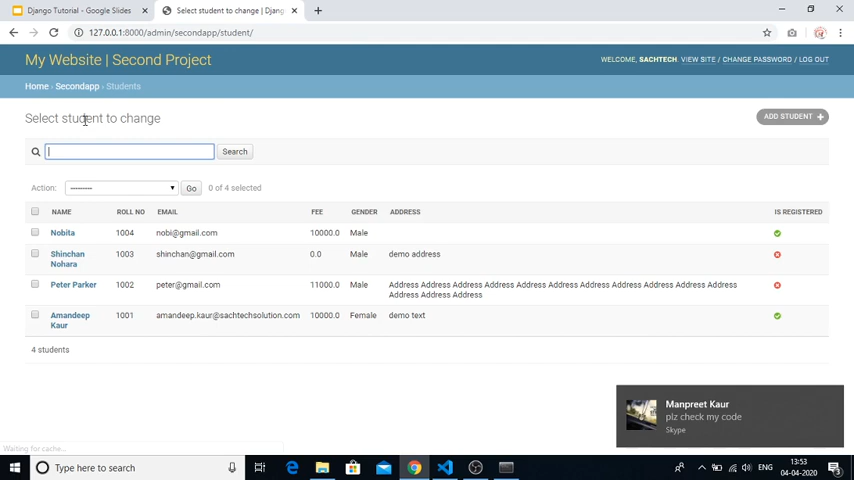 Django Tutorial - Google Slides
Select student to change | Djang
127.0.0.1:8000/admin/secondapp/student/
My Website | Second Project
WELCOME, SACHTECH. VIEW SITE / CHANGE PASSWORD / LOG OUT
Home › Secondapp › Students
Select student to change
ADD STUDENT +
Search
Action: --------- Go 0 of 4 selected
NAME ROLL NO EMAIL FEE GENDER ADDRESS IS REGISTERED
Nobita 1004 nobi@gmail.com 10000.0 Male
Shinchan 1003 shinchan@gmail.com 0.0 Male demo address
Nohara
Peter Parker 1002 peter@gmail.com 11000.0 Male Address Address Address Address Address Address Address Address Address Address Address
Address Address Address
Amandeep 1001 amandeep.kaur@sachtechsolution.com 10000.0 Female demo text
Kaur
4 students
Manpreet Kaur
plz check my code
Skype
Waiting for cache...
Type here to search
ENG
13:53
04-04-2020
3